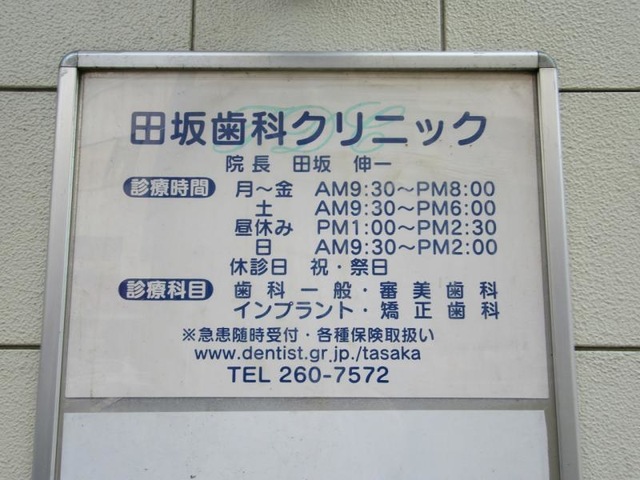 田坂歯科クリニック
院長 田坂 伸一
診療時間 月〜金 AM9:30〜PM8:00
土 AM9:30〜PM6:00
昼休み PM1:00〜PM2:30
日 AM9:30〜PM2:00
休診日 祝・祭日
診療科目 歯科一般・審美歯科
インプラント・矯正歯科
※急患随時受付・各種保険取扱い
www.dentist.gr.jp./tasaka
TEL 260-7572